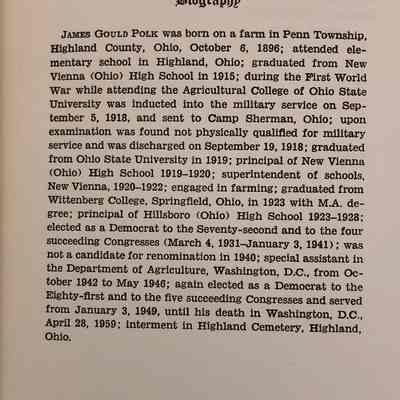 Biography
JAMES GOULD POLK was born on a farm in Penn Township,
Highland County, Ohio, October 6, 1896; attended ele-
mentary school in Highland, Ohio; graduated from New
Vienna (Ohio) High School in 1915; during the First World
War while attending the Agricultural College of Ohio State
University was inducted into the military service on Sep-
tember 5, 1918, and sent to Camp Sherman, Ohio; upon
examination was found not physically qualified for military
service and was discharged on September 19, 1918; graduated
from Ohio State University in 1919; principal of New Vienna
(Ohio) High School 1919–1920; superintendent of schools,
New Vienna, 1920–1922; engaged in farming; graduated from
Wittenberg College, Springfield, Ohio, in 1923 with M.A. de-
gree; principal of Hillsboro (Ohio) High School 1923–1928;
elected as a Democrat to the Seventy-second and to the four
succeeding Congresses (March 4, 1931–January 3, 1941); was
not a candidate for renomination in 1940; special assistant in
the Department of Agriculture, Washington, D.C., from Oc-
tober 1942 to May 1946; again elected as a Democrat to the
Eighty-first and to the five succeeding Congresses and served
from January 3, 1949, until his death in Washington, D.C.,
April 28, 1959; interment in Highland Cemetery, Highland,
Ohio.